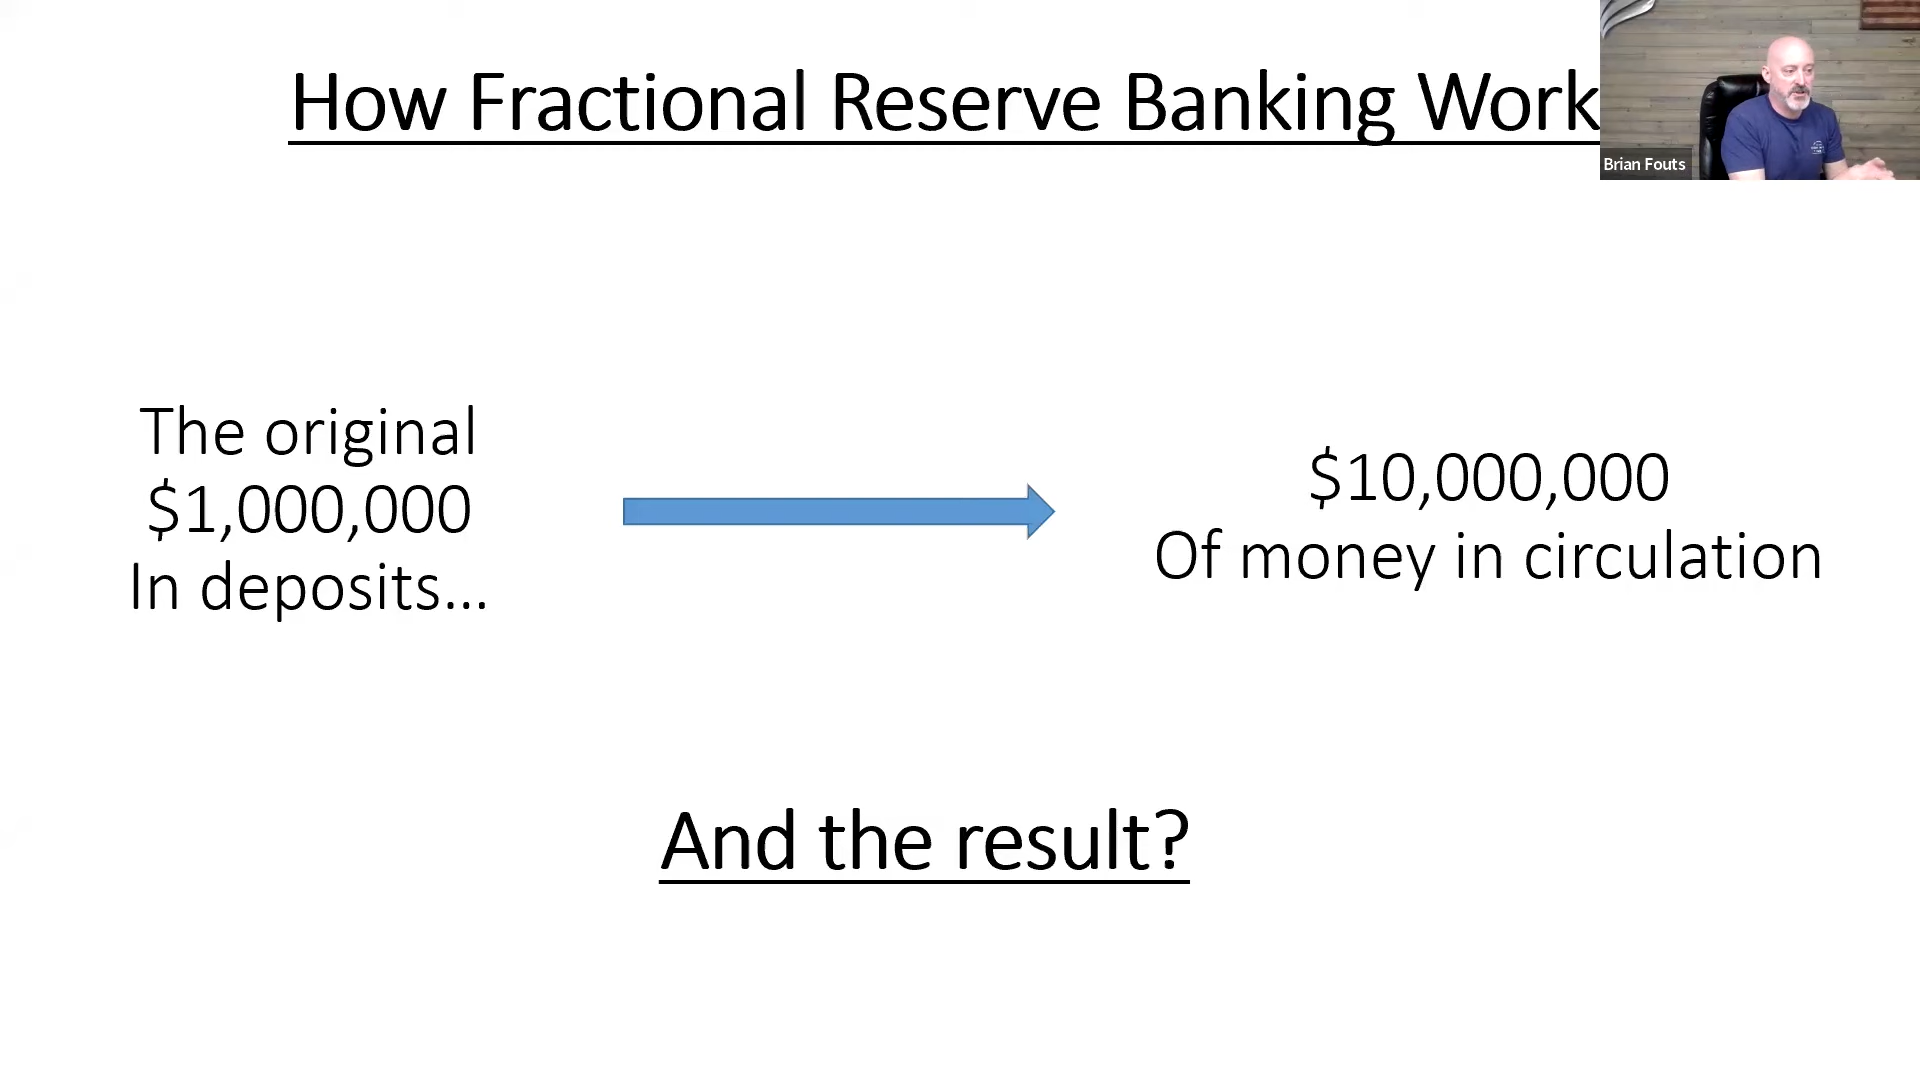 How Fractional Reserve Banking Work
Brian Fouts
The original
$1,000,000
In deposits...
$10,000,000
Of money in circulation
And the result?